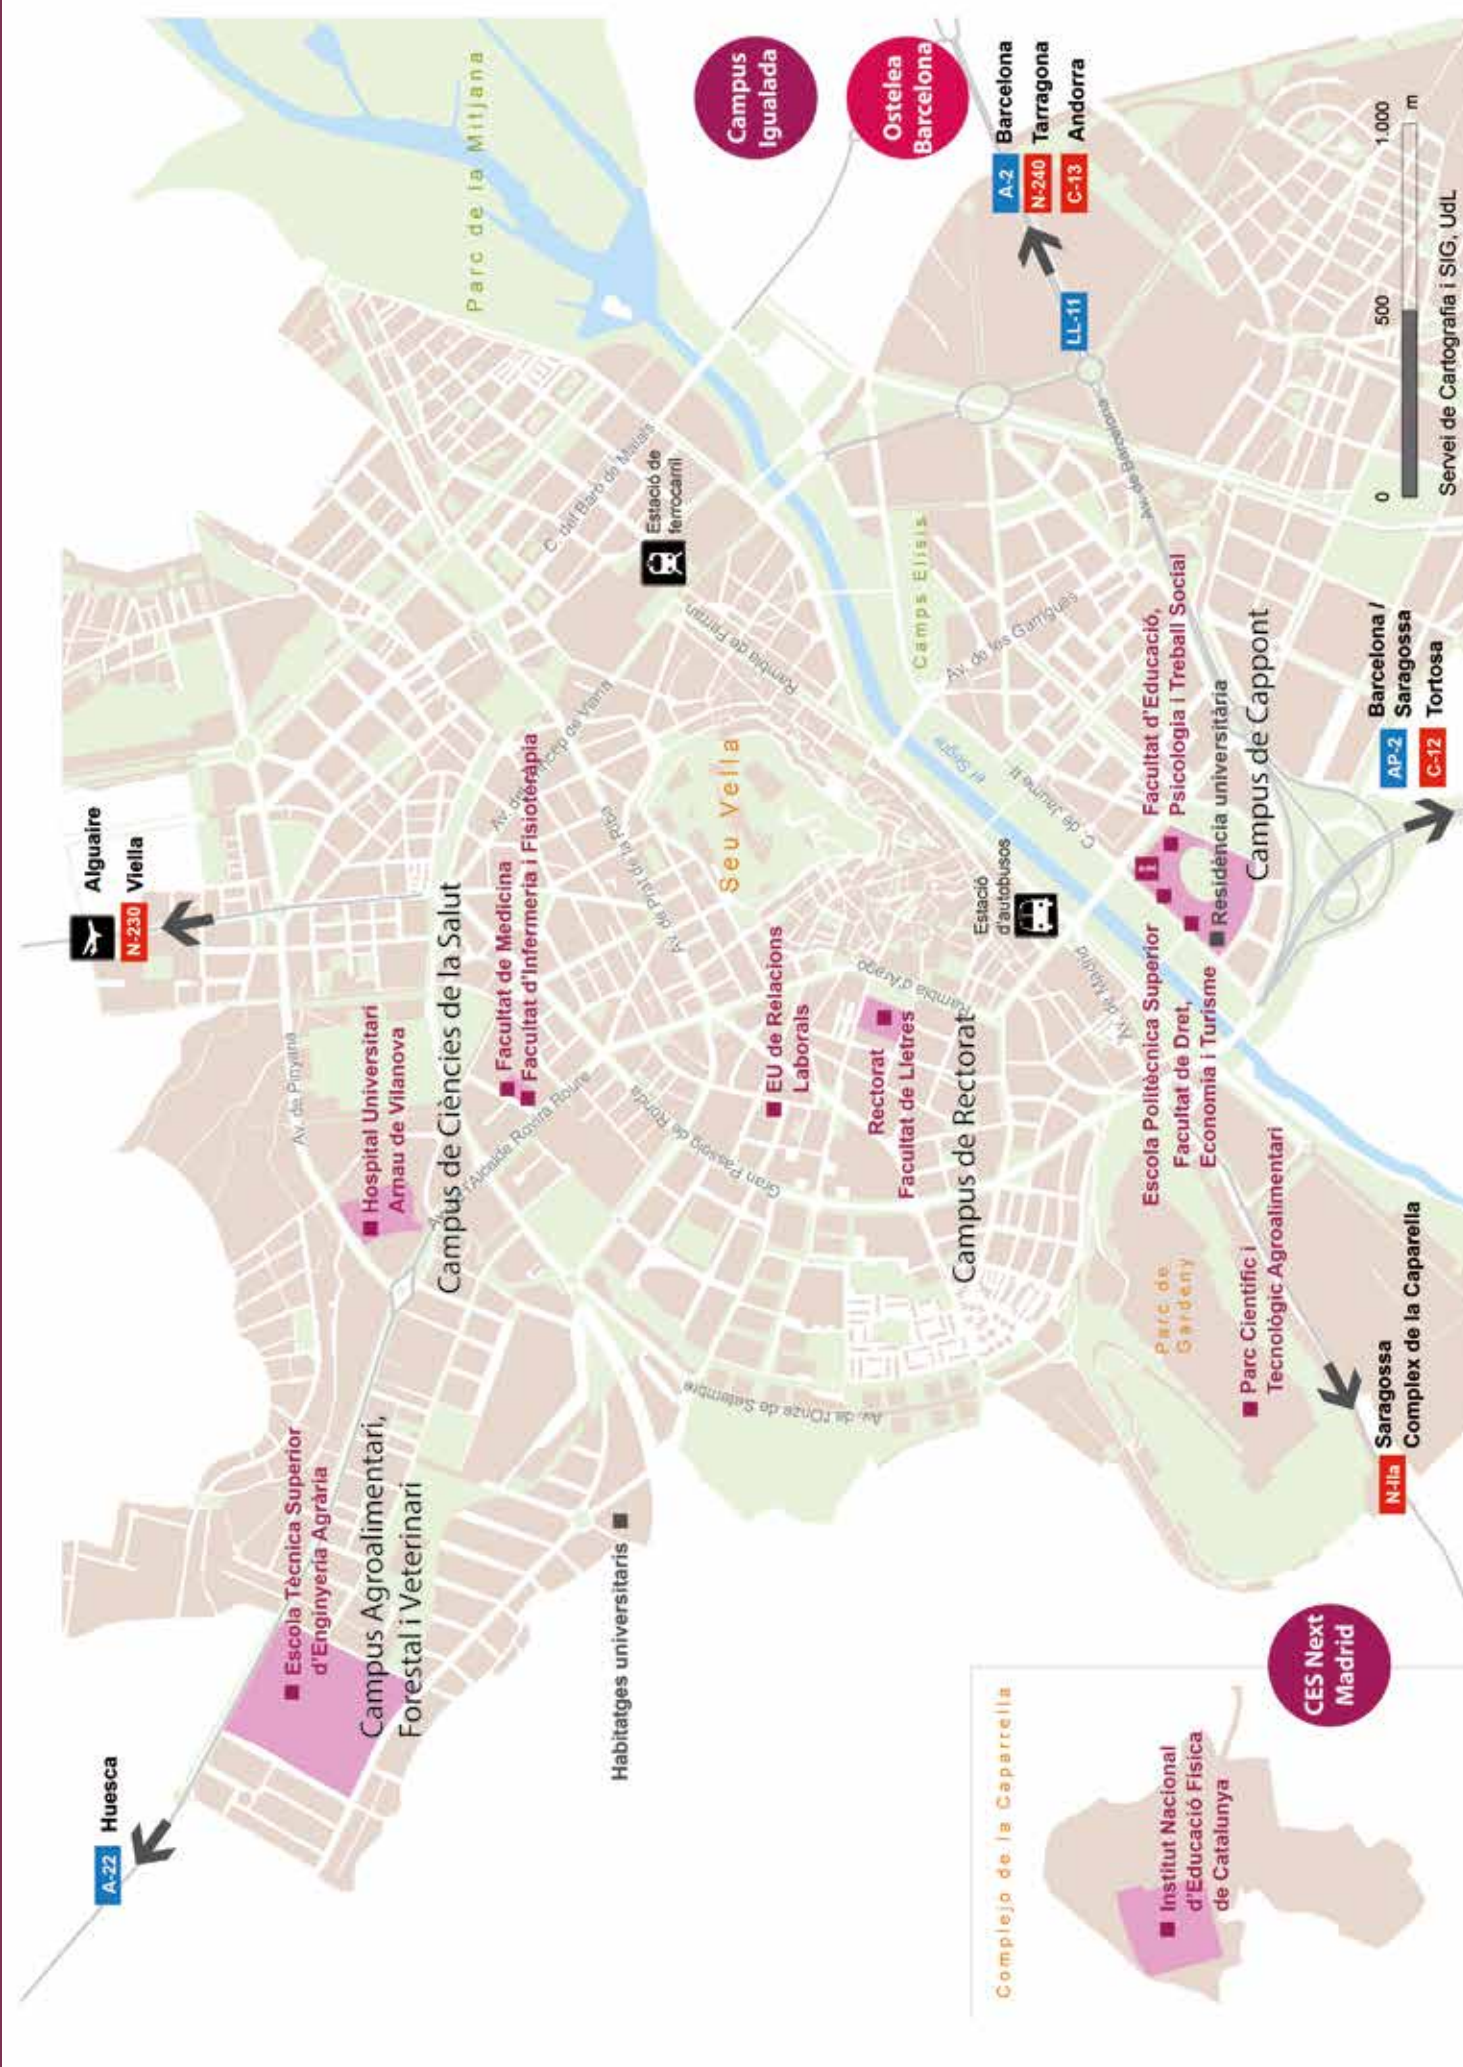 A-22 Huesca
Alguaire
N-230 Viella
Parc de la Mitjana
Campus
Igualada
Ostelea
Barcelona
A-2 Barcelona
N-240 Tarragona
C-13 Andorra
LL-11
Escola Tècnica Superior
d'Enginyeria Agrària
Campus Agroalimentari,
Forestal i Veterinari
Av. de Pinyana
Hospital Universitari
Arnau de Vilanova
Campus de Ciències de la Salut
Facultat de Medicina
Facultat d'Infermeria i Fisioteràpia
l'Alcalde Rovira Roure
C. del Baró de Maials
Estació de
ferrocarril
Rambla de Ferran
Av. de Prat de la Riba
Gran Passeig de Ronda
Seu Vella
Habitatges universitaris
Av. de l'Onze de Setembre
EU de Relacions
Laborals
Rectorat
Facultat de Lletres
Campus de Rectorat
Rambla d'Aragó
Estació
d'autobusos
Av. de Madrid
el Segre
C. de Jaume II
Camps Elisis
Av. de les Garrigues
Av. de Barcelona
Facultat d'Educació,
Psicologia i Treball Social
i
Residència universitària
Campus de Cappont
Escola Politècnica Superior
Facultat de Dret,
Economia i Turisme
Parc de
Gardeny
Parc Científic i
Tecnològic Agroalimentari
N-IIa Saragossa
Complex de la Caparella
AP-2 Barcelona /
Saragossa
C-12 Tortosa
0 500 1.000 m
Servei de Cartografia i SIG, UdL
Complejo de la Caparrella
Institut Nacional
d'Educació Física
de Catalunya
CES Next
Madrid